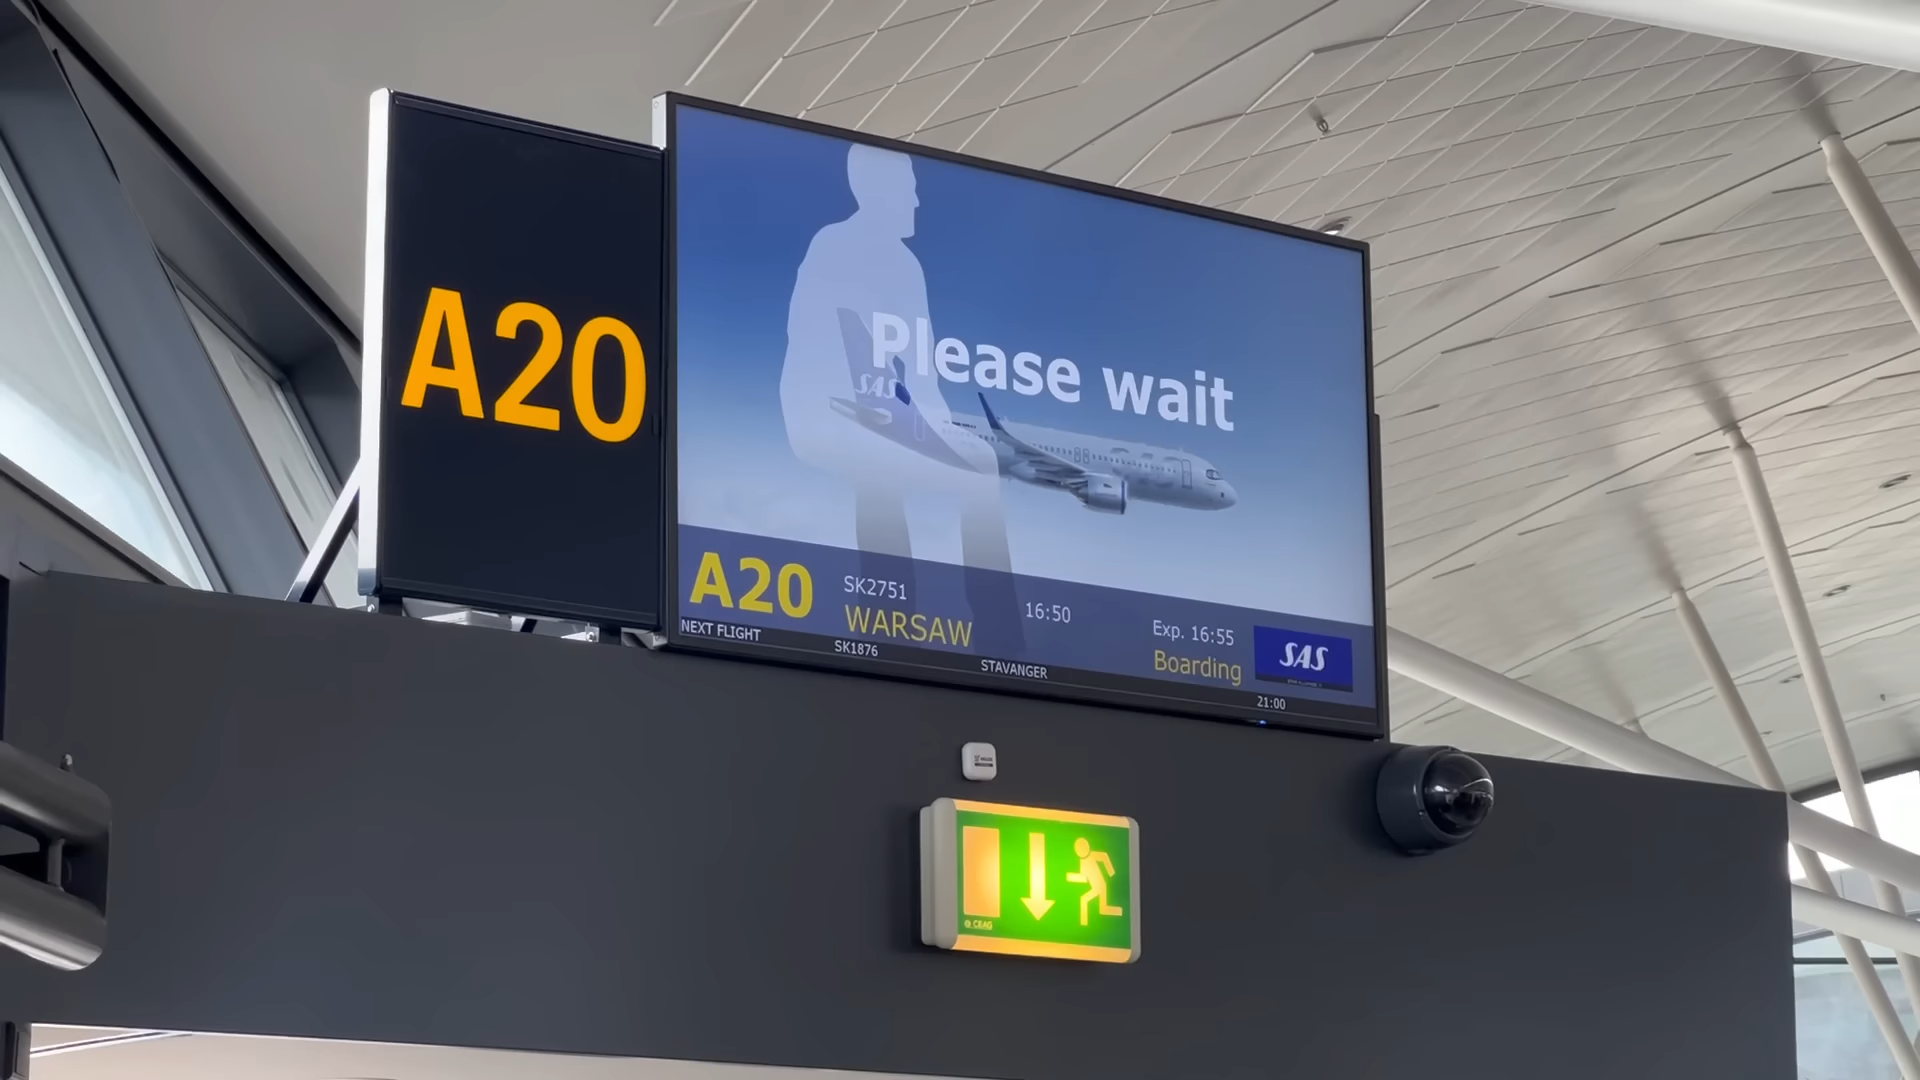 A20
Please wait
SAS
A20
SK2751
WARSAW
16:50
Exp. 16:55
Boarding
SAS
NEXT FLIGHT
SK1876
STAVANGER
21:00
CEAG